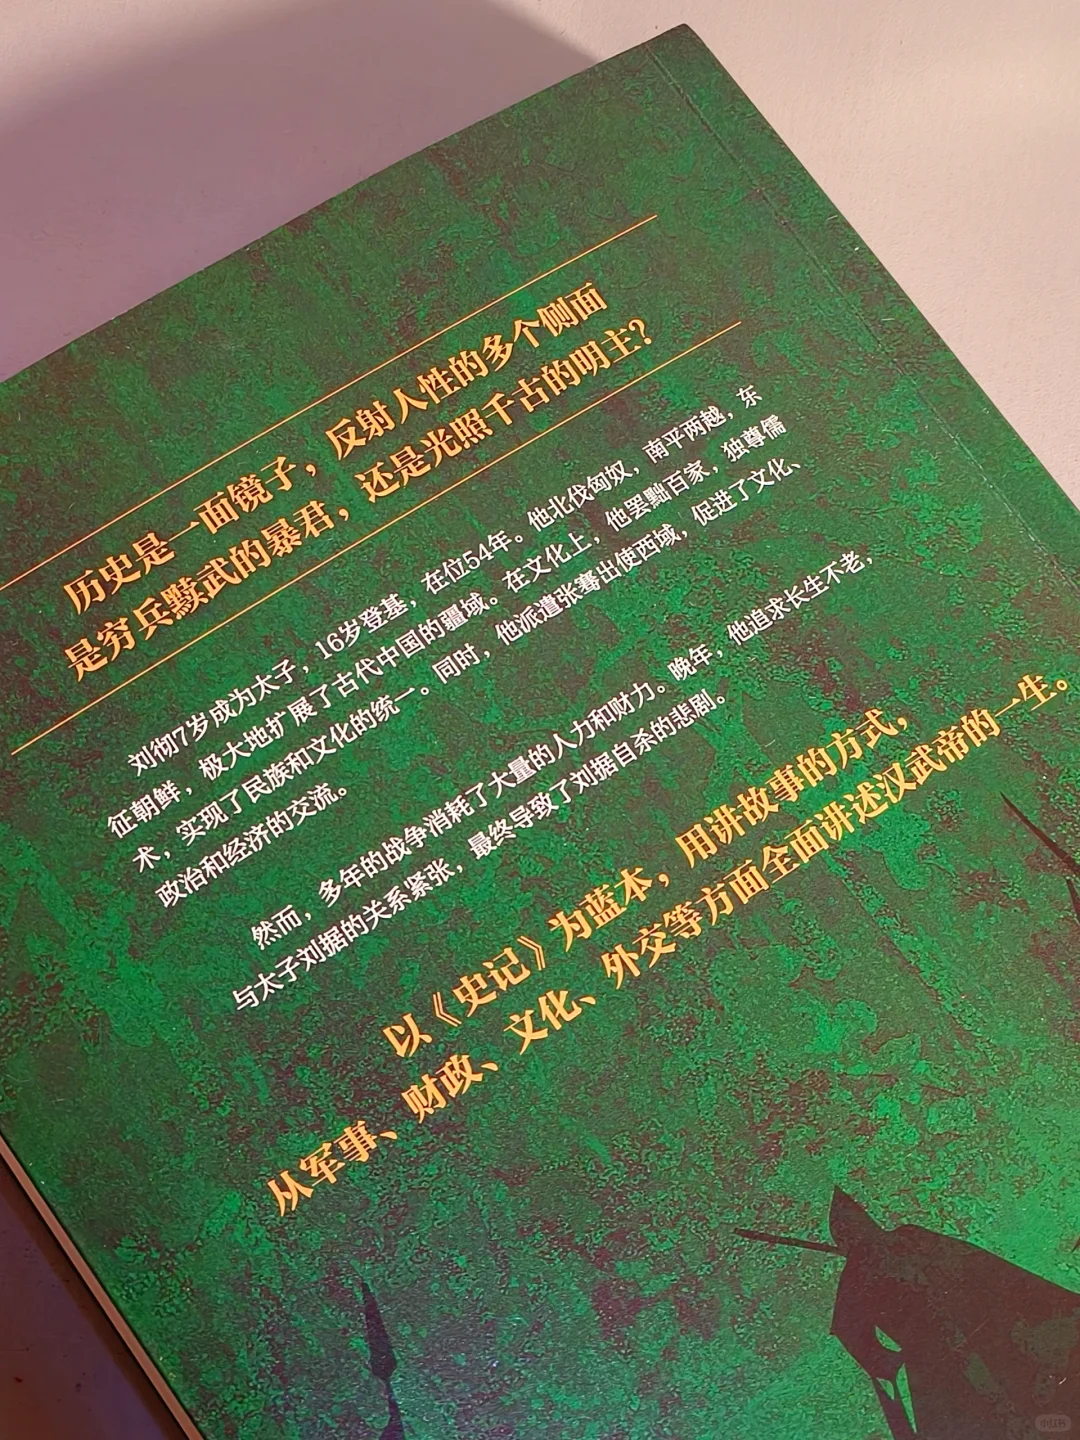 历史是一面镜子，反射人性的多个侧面
是穷兵黩武的暴君，还是光照千古的明主？
刘彻7岁成为太子，16岁登基，在位54年。他北伐匈奴，南平两越，东
征朝鲜，极大地扩展了古代中国的疆域。在文化上，他罢黜百家，独尊儒
术，实现了民族和文化的统一。同时，他派遣张骞出使西域，促进了文化、
政治和经济的交流。
然而，多年的战争消耗了大量的人力和财力。晚年，他追求长生不老，
与太子刘据的关系紧张，最终导致了刘据自杀的悲剧。
以《史记》为蓝本，用讲故事的方式，
从军事、财政、文化、外交等方面全面讲述汉武帝的一生。
小红书